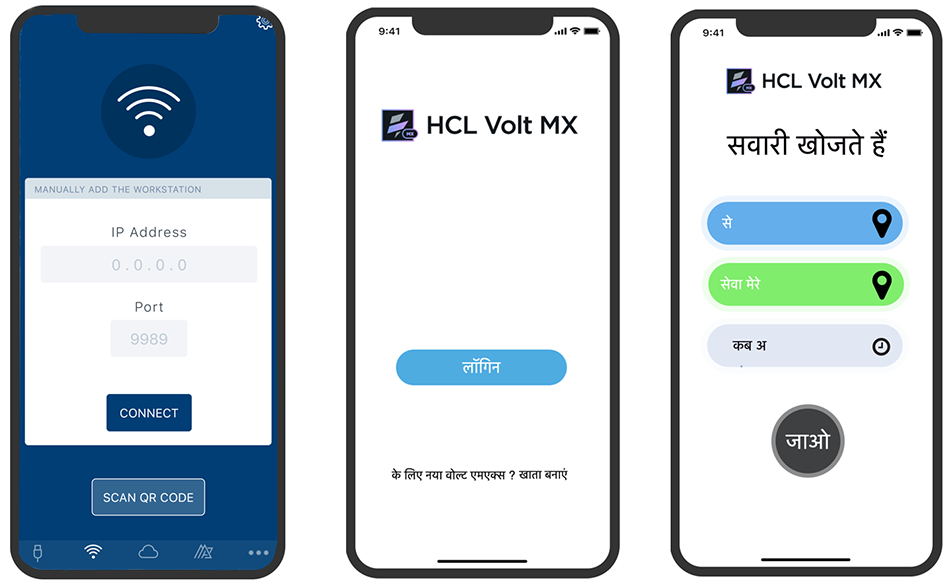 MANUALLY ADD THE WORKSTATION
IP Address
0.0.0.0
Port
9989
CONNECT
SCAN QR CODE
9:41
HCL Volt MX
लॉगिन
के लिए नया वोल्ट एमएक्स ? खाता बनाएं
9:41
HCL Volt MX
सवारी खोजते हैं
से
सेवा मेरे
कब अ
जाओ